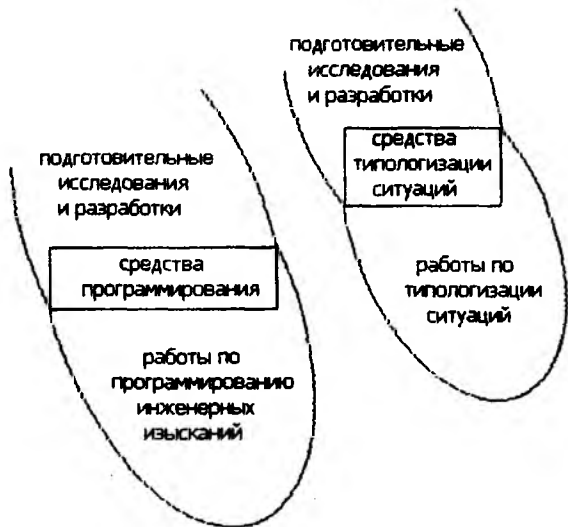 подготовительные
исследования
и разработки
средства
программирования
работы по
программированию
инженерных
изысканий
подготовительные
исследования
и разработки
средства
типологизации
ситуаций
работы по
типологизации
ситуаций